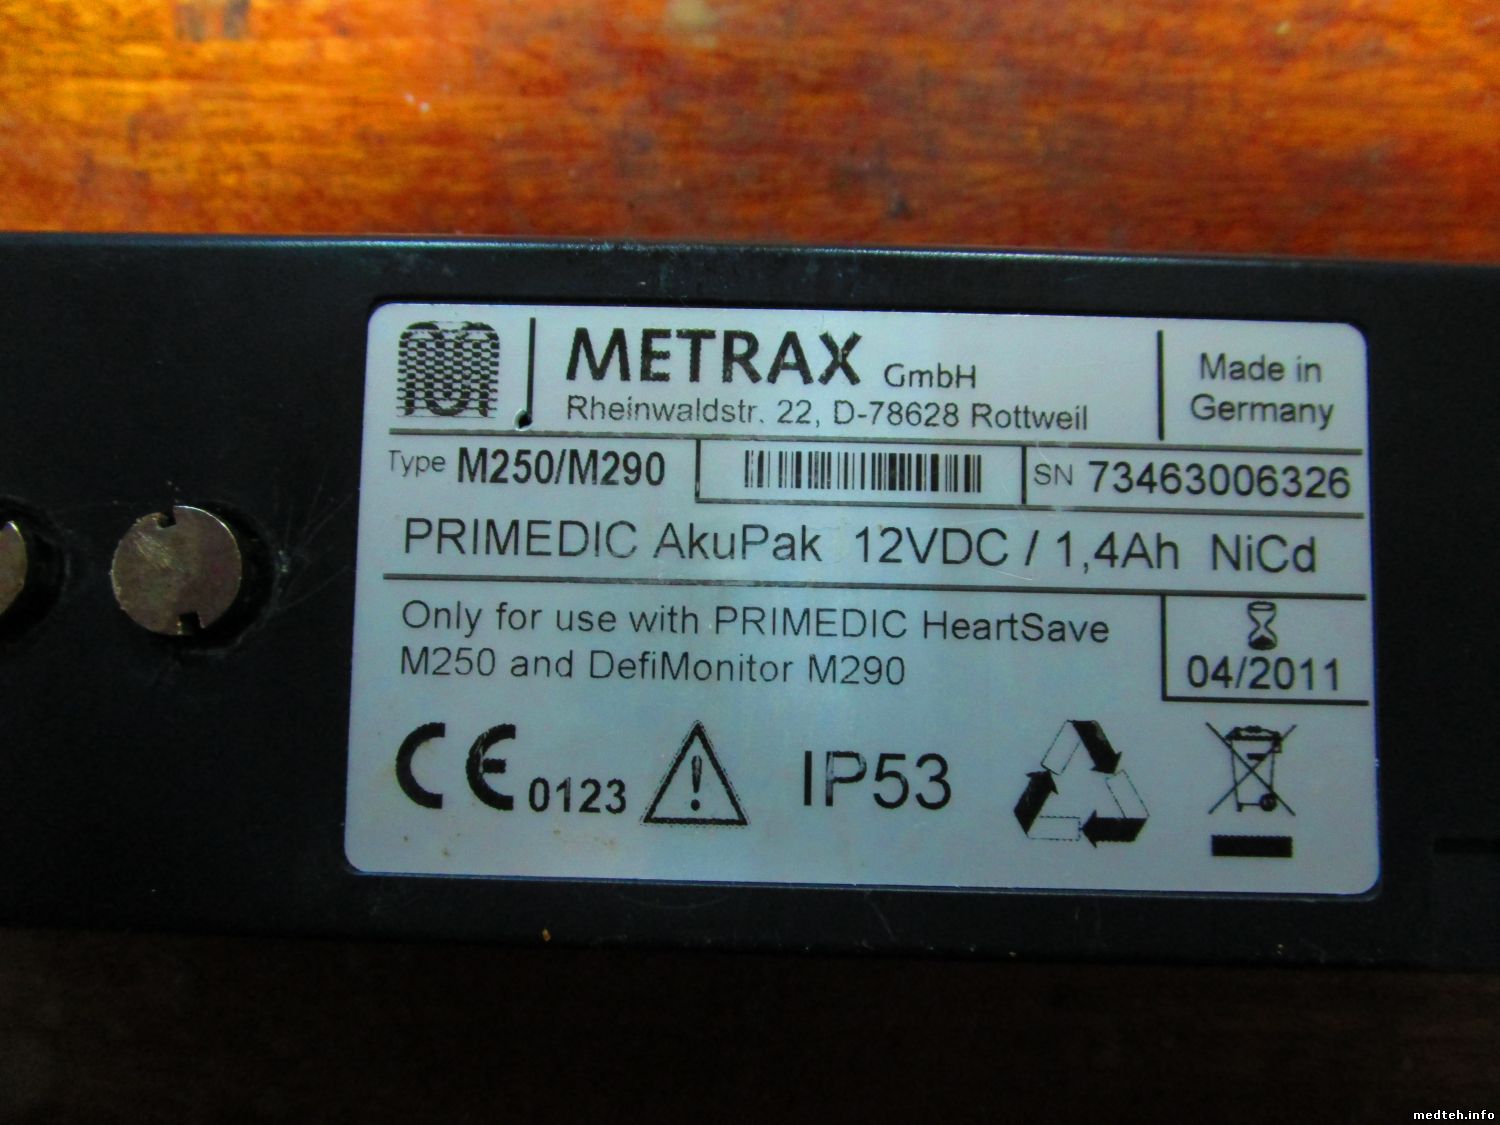 METRAX GmbH
Rheinwaldstr. 22, D-78628 Rottweil
Made in
Germany
Type M250/M290
SN 73463006326
PRIMEDIC AkuPak 12VDC / 1,4Ah NiCd
Only for use with PRIMEDIC HeartSave
M250 and DefiMonitor M290
04/2011
CE 0123
IP53
medteh.info